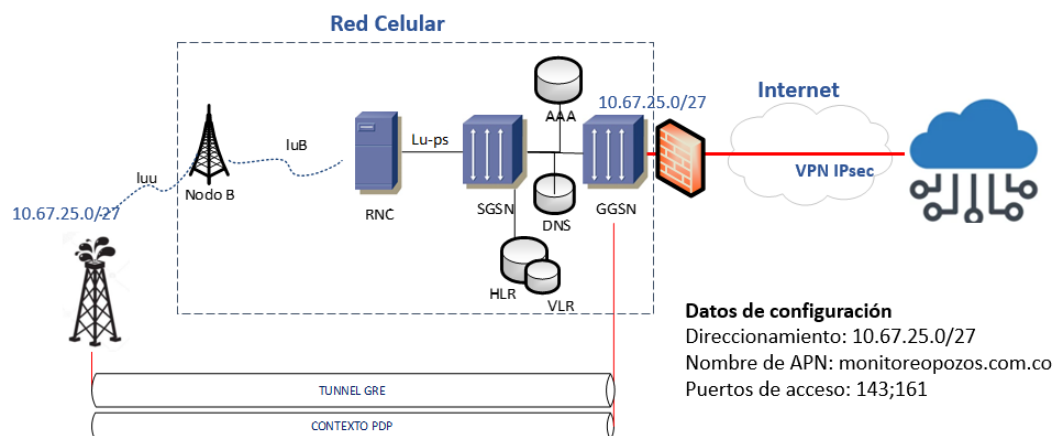 Red Celular
10.67.25.0/27
Internet
AAA
IuB
Lu-ps
Iuu
Nodo B
VPN IPsec
RNC
SGSN
DNS
GGSN
10.67.25.0/27
HLR
VLR
Datos de configuración
Direccionamiento: 10.67.25.0/27
Nombre de APN: monitoreopozos.com.co
Puertos de acceso: 143;161
TUNNEL GRE
CONTEXTO PDP